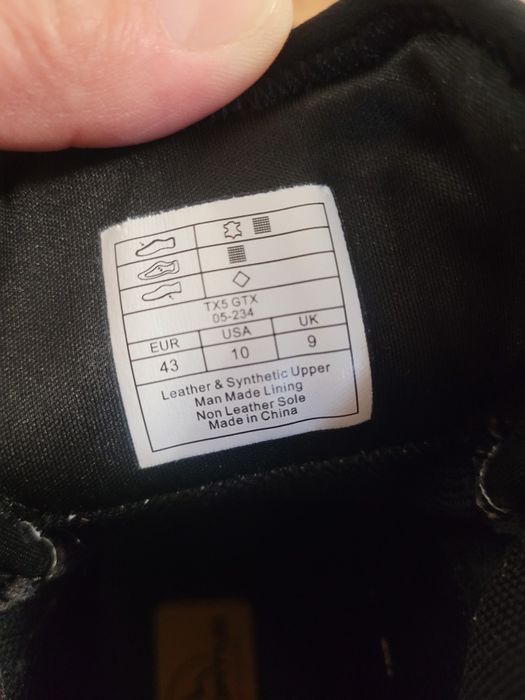 TX5 GTX
05-234
EUR USA UK
43 10 9
Leather & Synthetic Upper
Man Made Lining
Non Leather Sole
Made in China